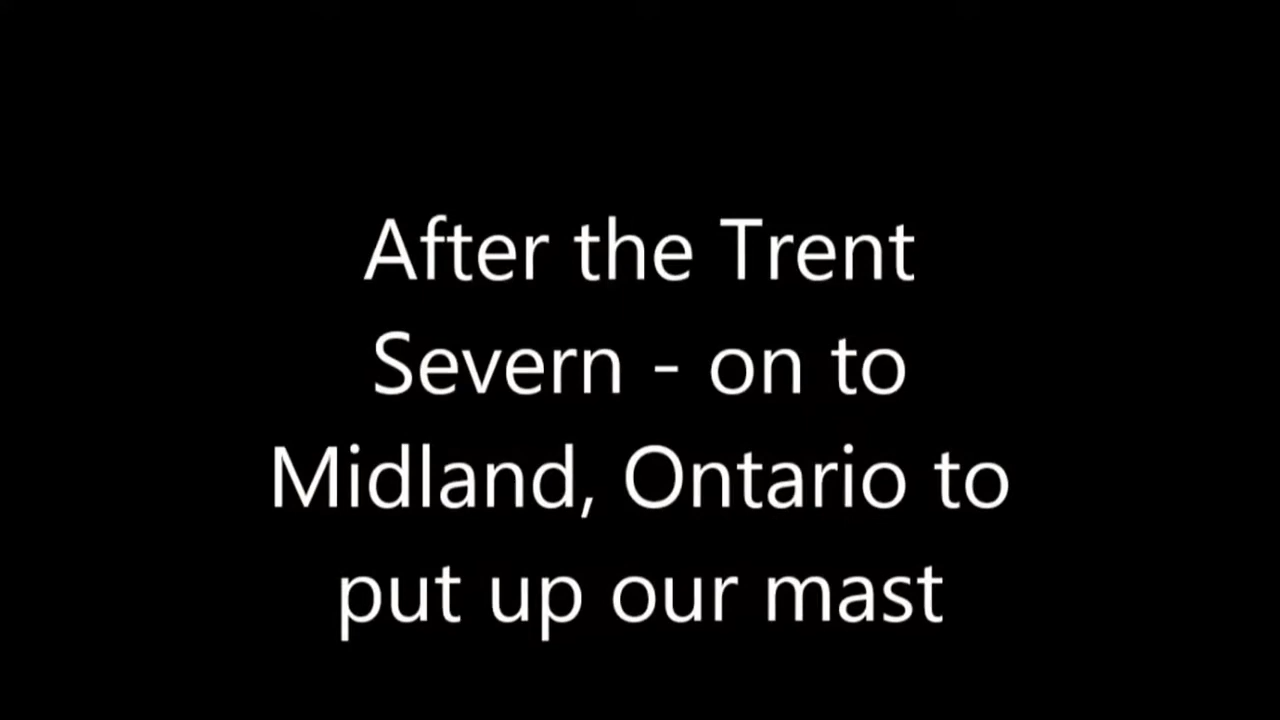 After the Trent
Severn - on to
Midland, Ontario to
put up our mast